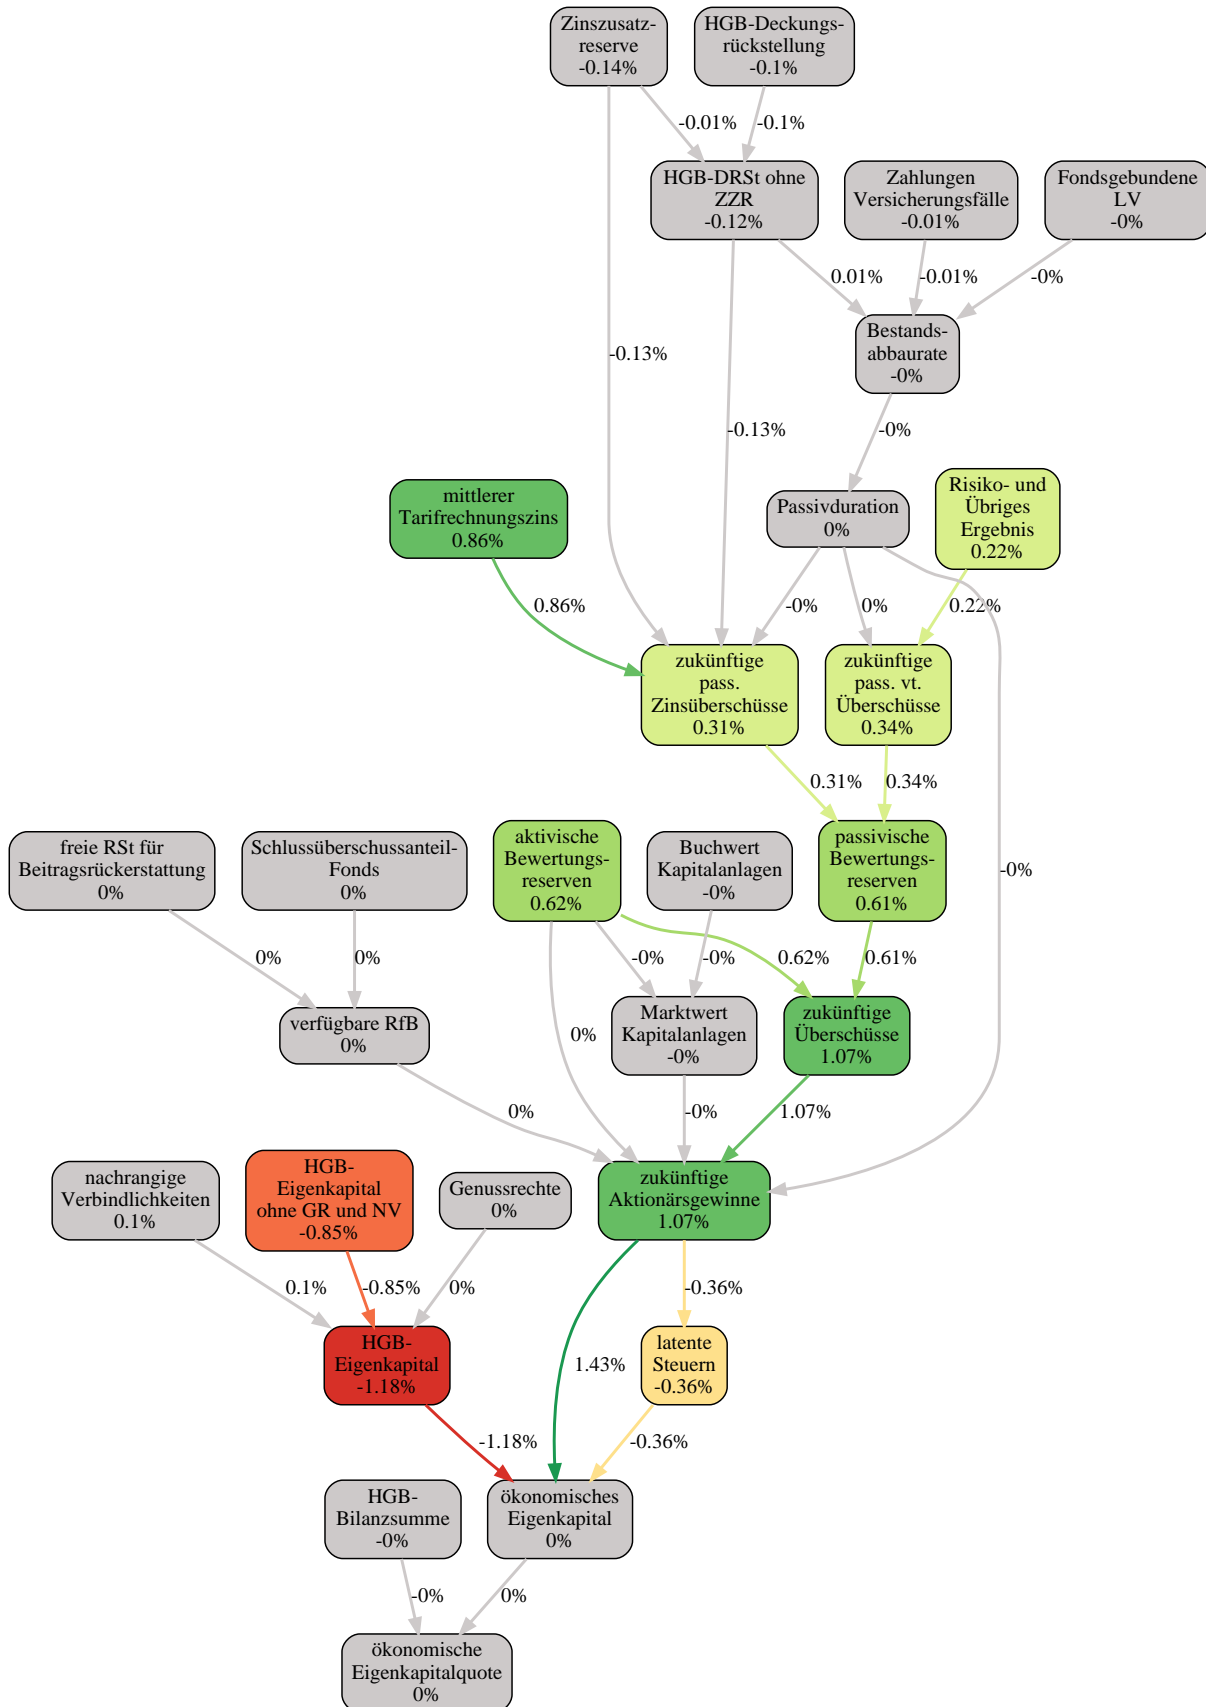 Zinszusatz-
reserve
-0.14%
HGB-Deckungs-
rückstellung
-0.1%
-0.01%
-0.1%
HGB-DRSt ohne
ZZR
-0.12%
Zahlungen
Versicherungsfälle
-0.01%
Fondsgebundene
LV
-0%
0.01%
-0.01%
-0%
Bestands-
abbaurate
-0%
-0.13%
-0.13%
-0%
mittlerer
Tarifrechnungszins
0.86%
Passivduration
0%
Risiko- und
Übriges
Ergebnis
0.22%
0.86%
-0%
0%
0.22%
zukünftige
pass.
Zinsüberschüsse
0.31%
zukünftige
pass. vt.
Überschüsse
0.34%
0.31%
0.34%
-0%
freie RSt für
Beitragsrückerstattung
0%
Schlussüberschussanteil-
Fonds
0%
aktivische
Bewertungs-
reserven
0.62%
Buchwert
Kapitalanlagen
-0%
passivische
Bewertungs-
reserven
0.61%
0%
0%
-0%
-0%
0.62%
0.61%
verfügbare RfB
0%
0%
Marktwert
Kapitalanlagen
-0%
zukünftige
Überschüsse
1.07%
0%
-0%
1.07%
nachrangige
Verbindlichkeiten
0.1%
HGB-
Eigenkapital
ohne GR und NV
-0.85%
Genussrechte
0%
zukünftige
Aktionärsgewinne
1.07%
0.1%
-0.85%
0%
-0.36%
HGB-
Eigenkapital
-1.18%
1.43%
latente
Steuern
-0.36%
-1.18%
-0.36%
HGB-
Bilanzsumme
-0%
ökonomisches
Eigenkapital
0%
-0%
0%
ökonomische
Eigenkapitalquote
0%